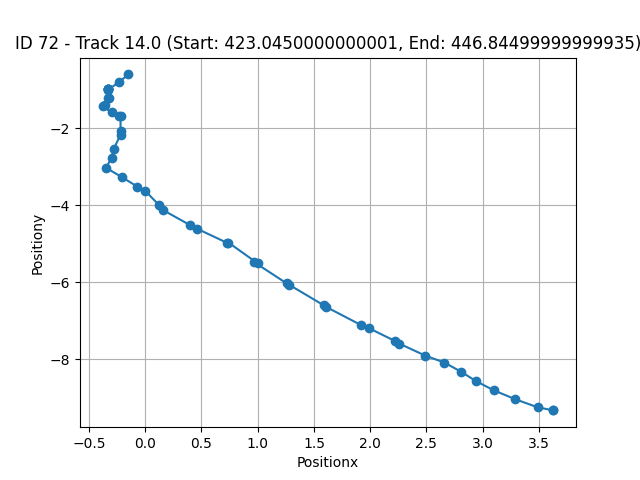 ID 72 - Track 14.0 (Start: 423.0450000000001, End: 446.84499999999935)
Positiony
−2
−4
−6
−8
−0.5 0.0 0.5 1.0 1.5 2.0 2.5 3.0 3.5
Positionx